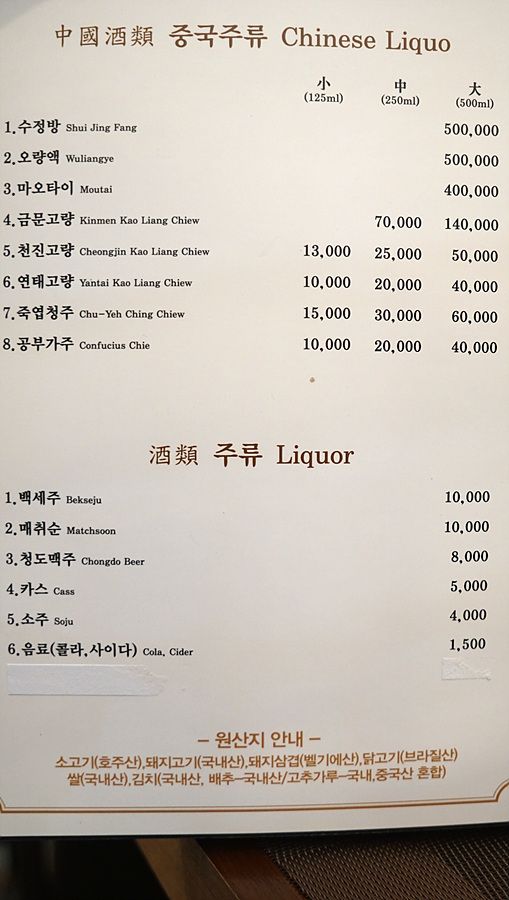 中國酒類 중국주류 Chinese Liquo
小 中 大
(125ml) (250ml) (500ml)
1.수정방 Shui Jing Fang 500,000
2.오량액 Wuliangye 500,000
3.마오타이 Moutai 400,000
4.금문고량 Kinmen Kao Liang Chiew 70,000 140,000
5.천진고량 Cheongjin Kao Liang Chiew 13,000 25,000 50,000
6.연태고량 Yantai Kao Liang Chiew 10,000 20,000 40,000
7.죽엽청주 Chu-Yeh Ching Chiew 15,000 30,000 60,000
8.공부가주 Confucius Chie 10,000 20,000 40,000
酒類 주류 Liquor
1.백세주 Bekseju 10,000
2.매취순 Matchsoon 10,000
3.청도맥주 Chongdo Beer 8,000
4.카스 Cass 5,000
5.소주 Soju 4,000
6.음료(콜라,사이다) Cola, Cider 1,500
– 원산지 안내 –
소고기(호주산),돼지고기(국내산),돼지삼겹(벨기에산),닭고기(브라질산)
쌀(국내산),김치(국내산, 배추–국내산/고추가루–국내,중국산 혼합)